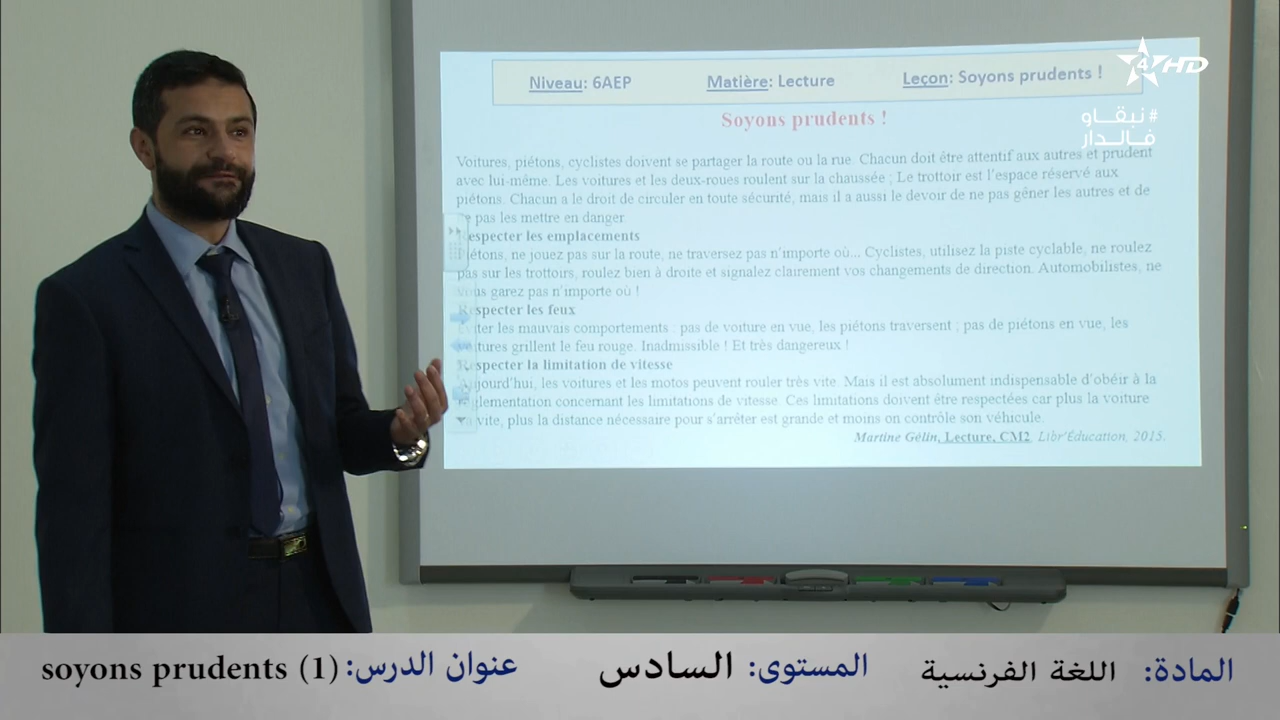 Niveau: 6AEP Matière: Lecture Leçon: Soyons prudents !
4 HD
#نبقاو
فالدار
Soyons prudents !
Voitures, piétons, cyclistes doivent se partager la route ou la rue. Chacun doit être attentif aux autres et prudent
avec lui-même. Les voitures et les deux-roues roulent sur la chaussée ; Le trottoir est l'espace réservé aux
piétons. Chacun a le droit de circuler en toute sécurité, mais il a aussi le devoir de ne pas gêner les autres et de
ne pas les mettre en danger.
Respecter les emplacements
Piétons, ne jouez pas sur la route, ne traversez pas n'importe où... Cyclistes, utilisez la piste cyclable, ne roulez
pas sur les trottoirs, roulez bien à droite et signalez clairement vos changements de direction. Automobilistes, ne
vous garez pas n'importe où !
Respecter les feux
Eviter les mauvais comportements : pas de voiture en vue, les piétons traversent ; pas de piétons en vue, les
voitures grillent le feu rouge. Inadmissible ! Et très dangereux !
Respecter la limitation de vitesse
Aujourd'hui, les voitures et les motos peuvent rouler très vite. Mais il est absolument indispensable d'obéir à la
réglementation concernant les limitations de vitesse. Ces limitations doivent être respectées car plus la voiture
va vite, plus la distance nécessaire pour s'arrêter est grande et moins on contrôle son véhicule.
Martine Gélin, Lecture, CM2, Libr'Éducation, 2015.
المادة: اللغة الفرنسية المستوى: السادس عنوان الدرس: soyons prudents (1)